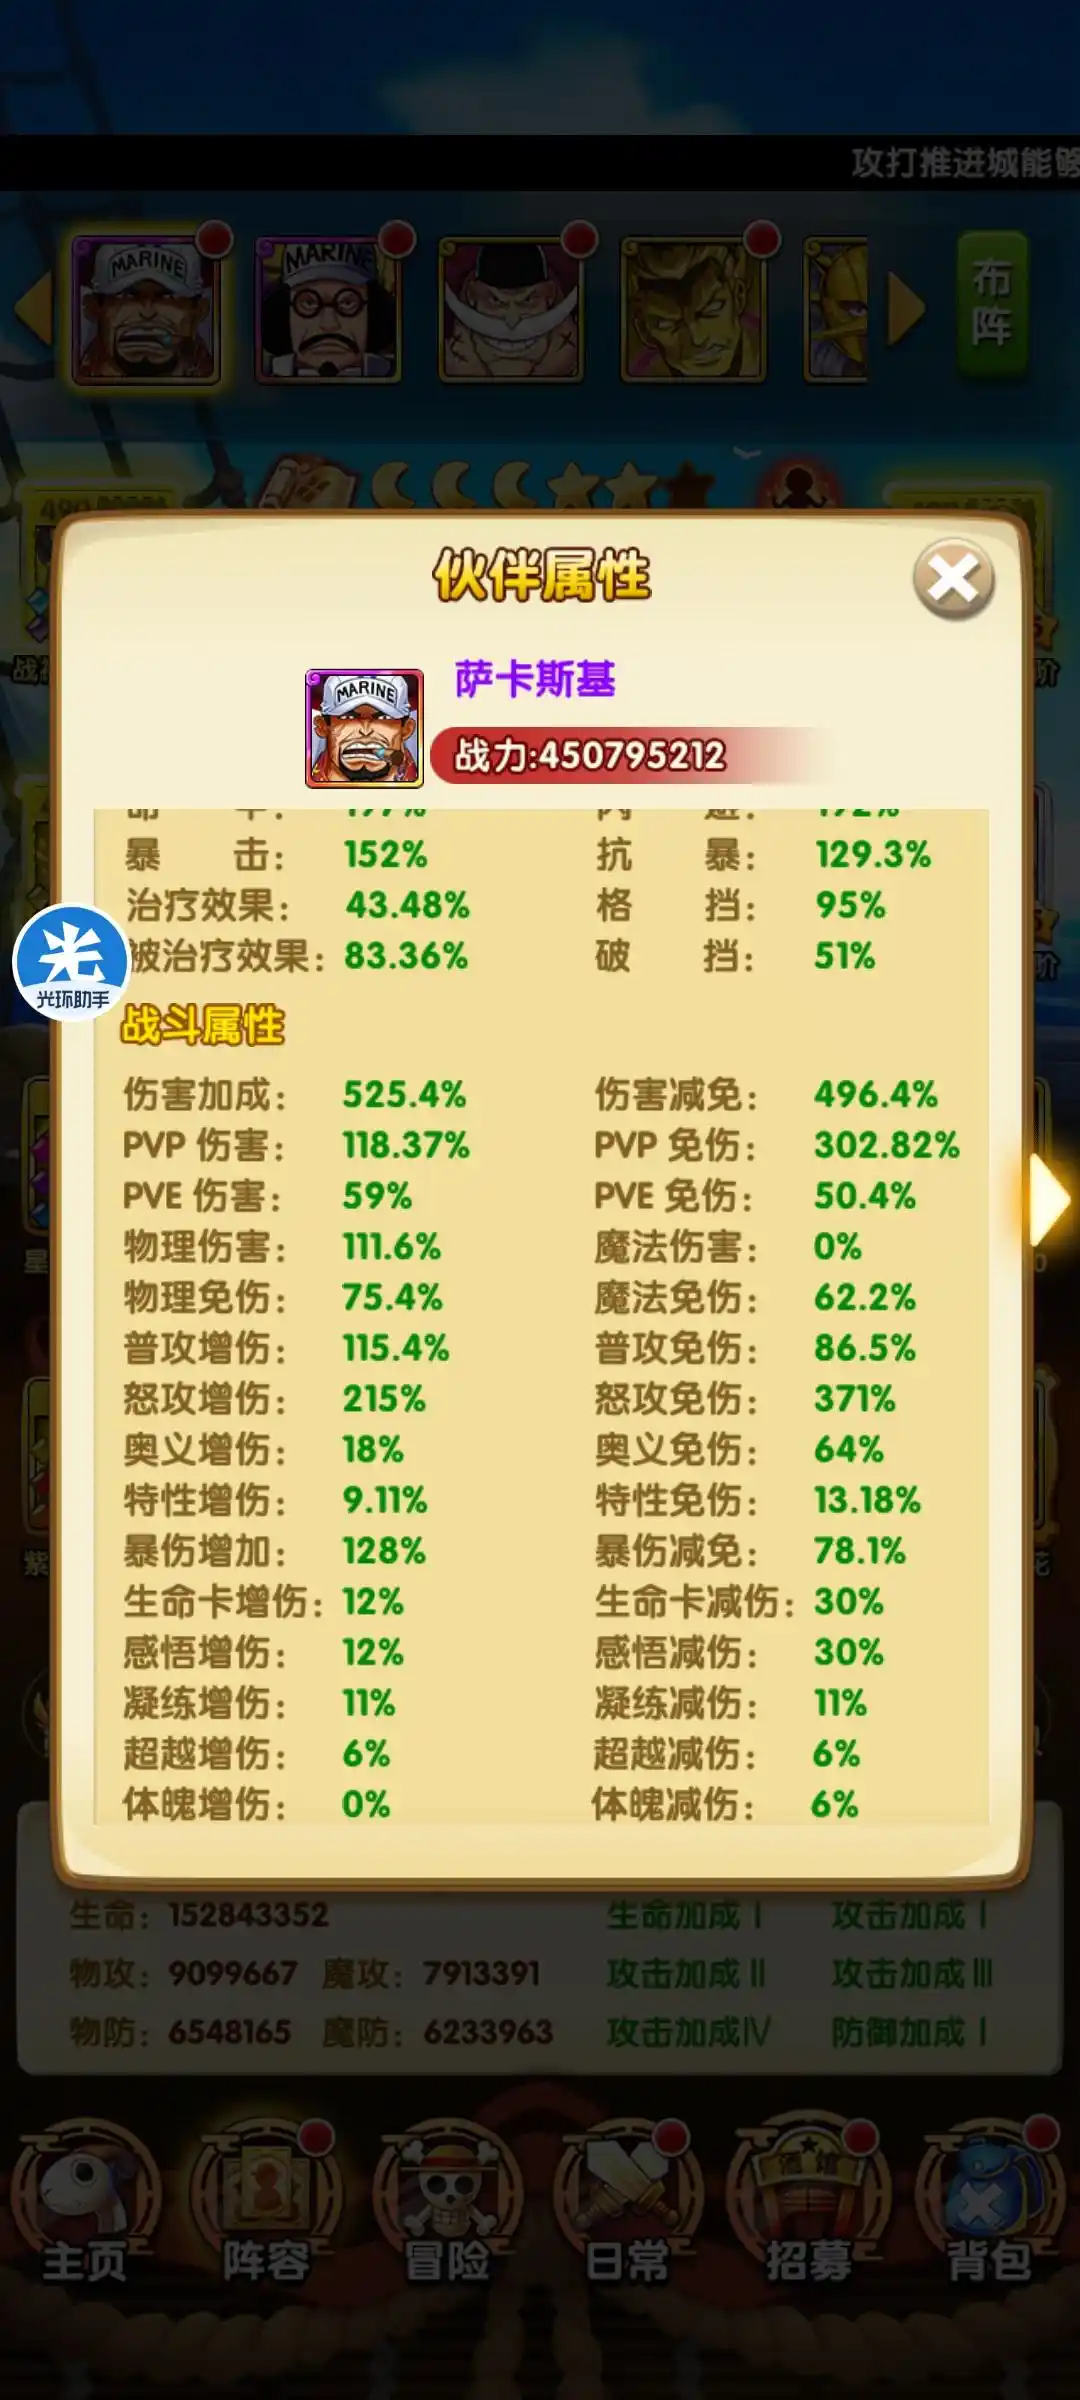 攻打推进城能够
MARINE
MARINE
布阵
伙伴属性
MARINE
萨卡斯基
战力:450795212
暴击: 152% 抗暴: 129.3%
治疗效果: 43.48% 格挡: 95%
被治疗效果: 83.36% 破挡: 51%
光
光环助手
战斗属性
伤害加成: 525.4% 伤害减免: 496.4%
PVP 伤害: 118.37% PVP 免伤: 302.82%
PVE 伤害: 59% PVE 免伤: 50.4%
物理伤害: 111.6% 魔法伤害: 0%
物理免伤: 75.4% 魔法免伤: 62.2%
普攻增伤: 115.4% 普攻免伤: 86.5%
怒攻增伤: 215% 怒攻免伤: 371%
奥义增伤: 18% 奥义免伤: 64%
特性增伤: 9.11% 特性免伤: 13.18%
暴伤增加: 128% 暴伤减免: 78.1%
生命卡增伤: 12% 生命卡减伤: 30%
感悟增伤: 12% 感悟减伤: 30%
凝练增伤: 11% 凝练减伤: 11%
超越增伤: 6% 超越减伤: 6%
体魄增伤: 0% 体魄减伤: 6%
生命: 152843352 生命加成 I 攻击加成 I
物攻: 9099667 魔攻: 7913391 攻击加成 II 攻击加成 III
物防: 6548165 魔防: 6233963 攻击加成IV 防御加成 I
主页 阵容 冒险 日常 招募 背包